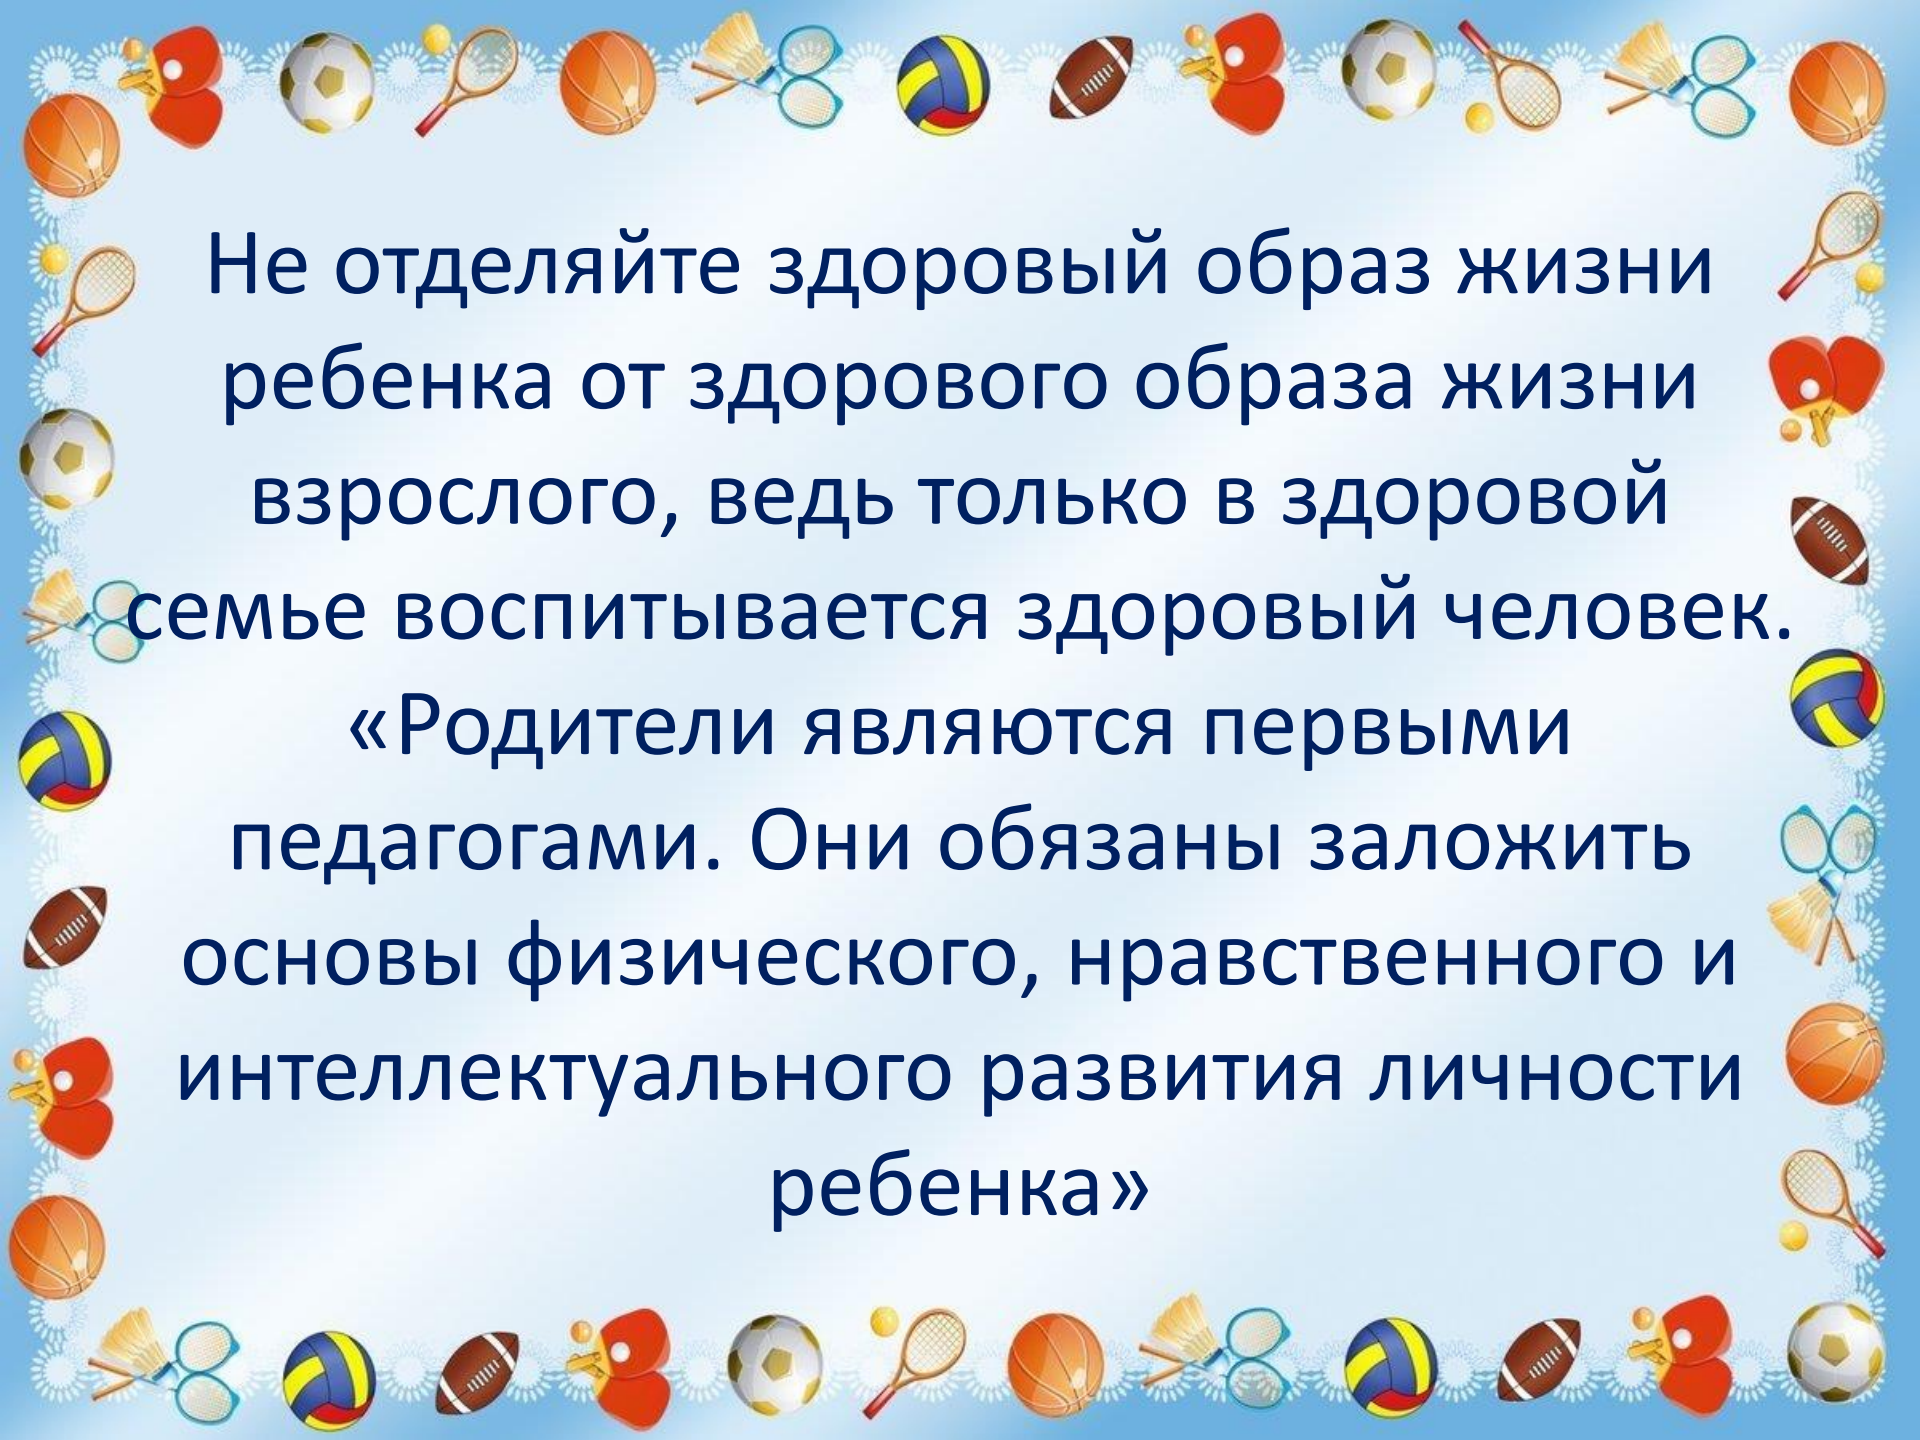 Не отделяйте здоровый образ жизни
ребенка от здорового образа жизни
взрослого, ведь только в здоровой
семье воспитывается здоровый человек.
«Родители являются первыми
педагогами. Они обязаны заложить
основы физического, нравственного и
интеллектуального развития личности
ребенка»